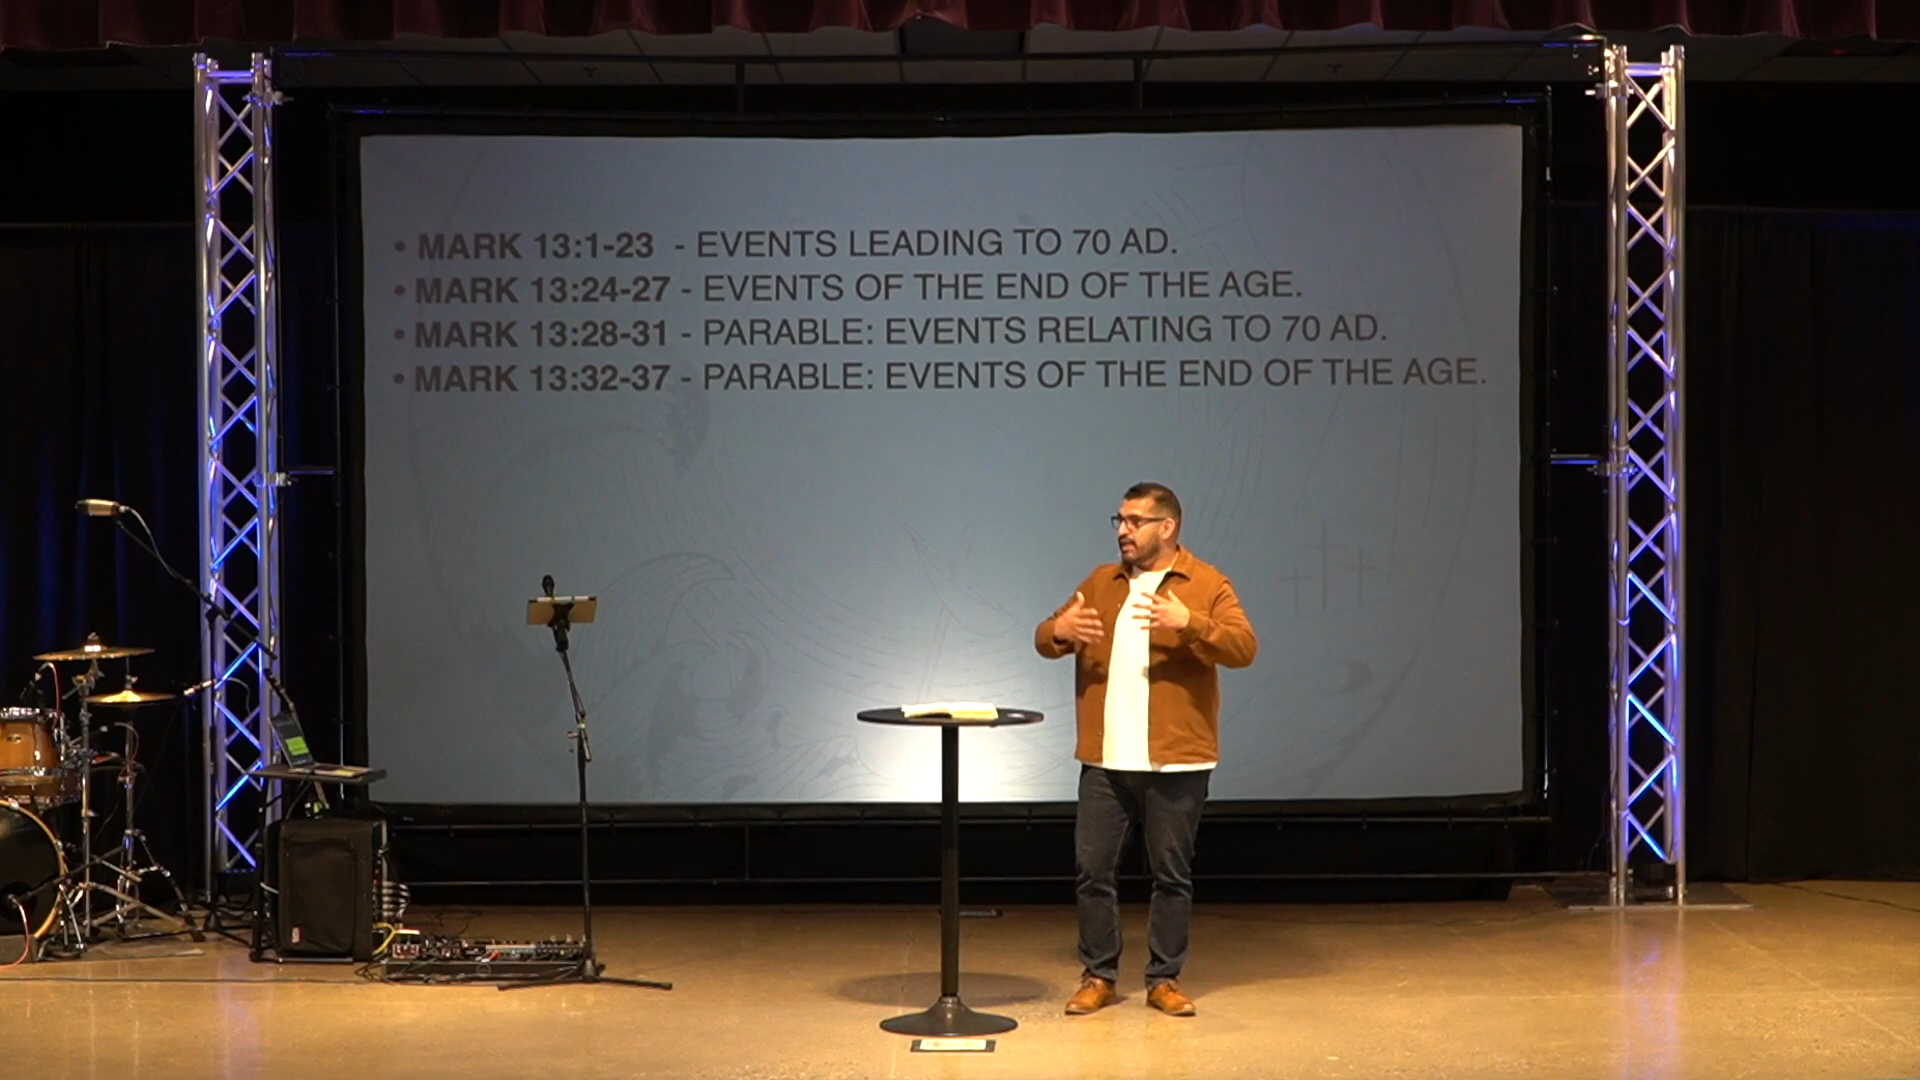 • MARK 13:1-23 - EVENTS LEADING TO 70 AD.
• MARK 13:24-27 - EVENTS OF THE END OF THE AGE.
• MARK 13:28-31 - PARABLE: EVENTS RELATING TO 70 AD.
• MARK 13:32-37 - PARABLE: EVENTS OF THE END OF THE AGE.